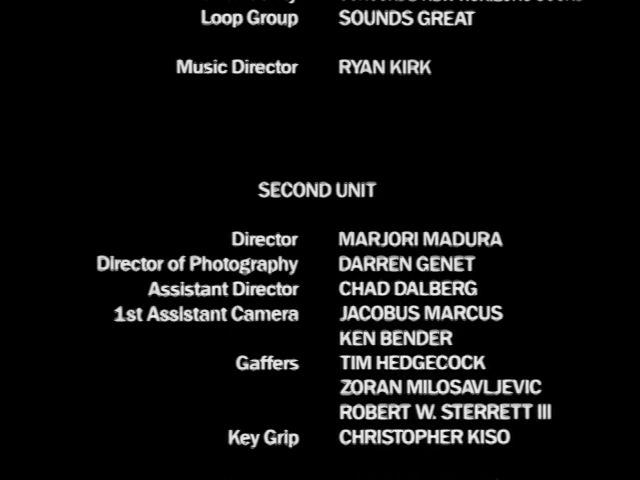 Loop Group SOUNDS GREAT
Music Director RYAN KIRK
SECOND UNIT
Director MARJORI MADURA
Director of Photography DARREN GENET
Assistant Director CHAD DALBERG
1st Assistant Camera JACOBUS MARCUS
KEN BENDER
Gaffers TIM HEDGECOCK
ZORAN MILOSAVLJEVIC
ROBERT W. STERRETT III
Key Grip CHRISTOPHER KISO